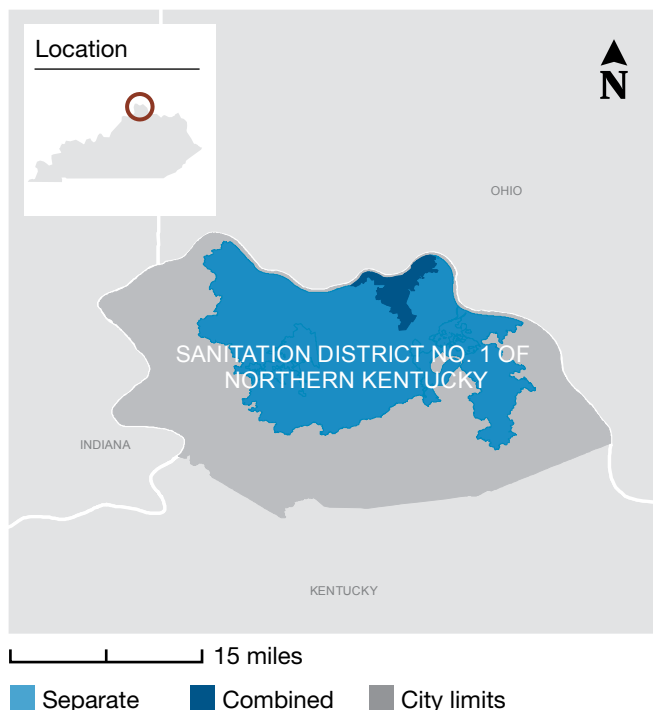 Location
N
OHIO
SANITATION DISTRICT NO. 1 OF
NORTHERN KENTUCKY
INDIANA
KENTUCKY
15 miles
Separate Combined City limits